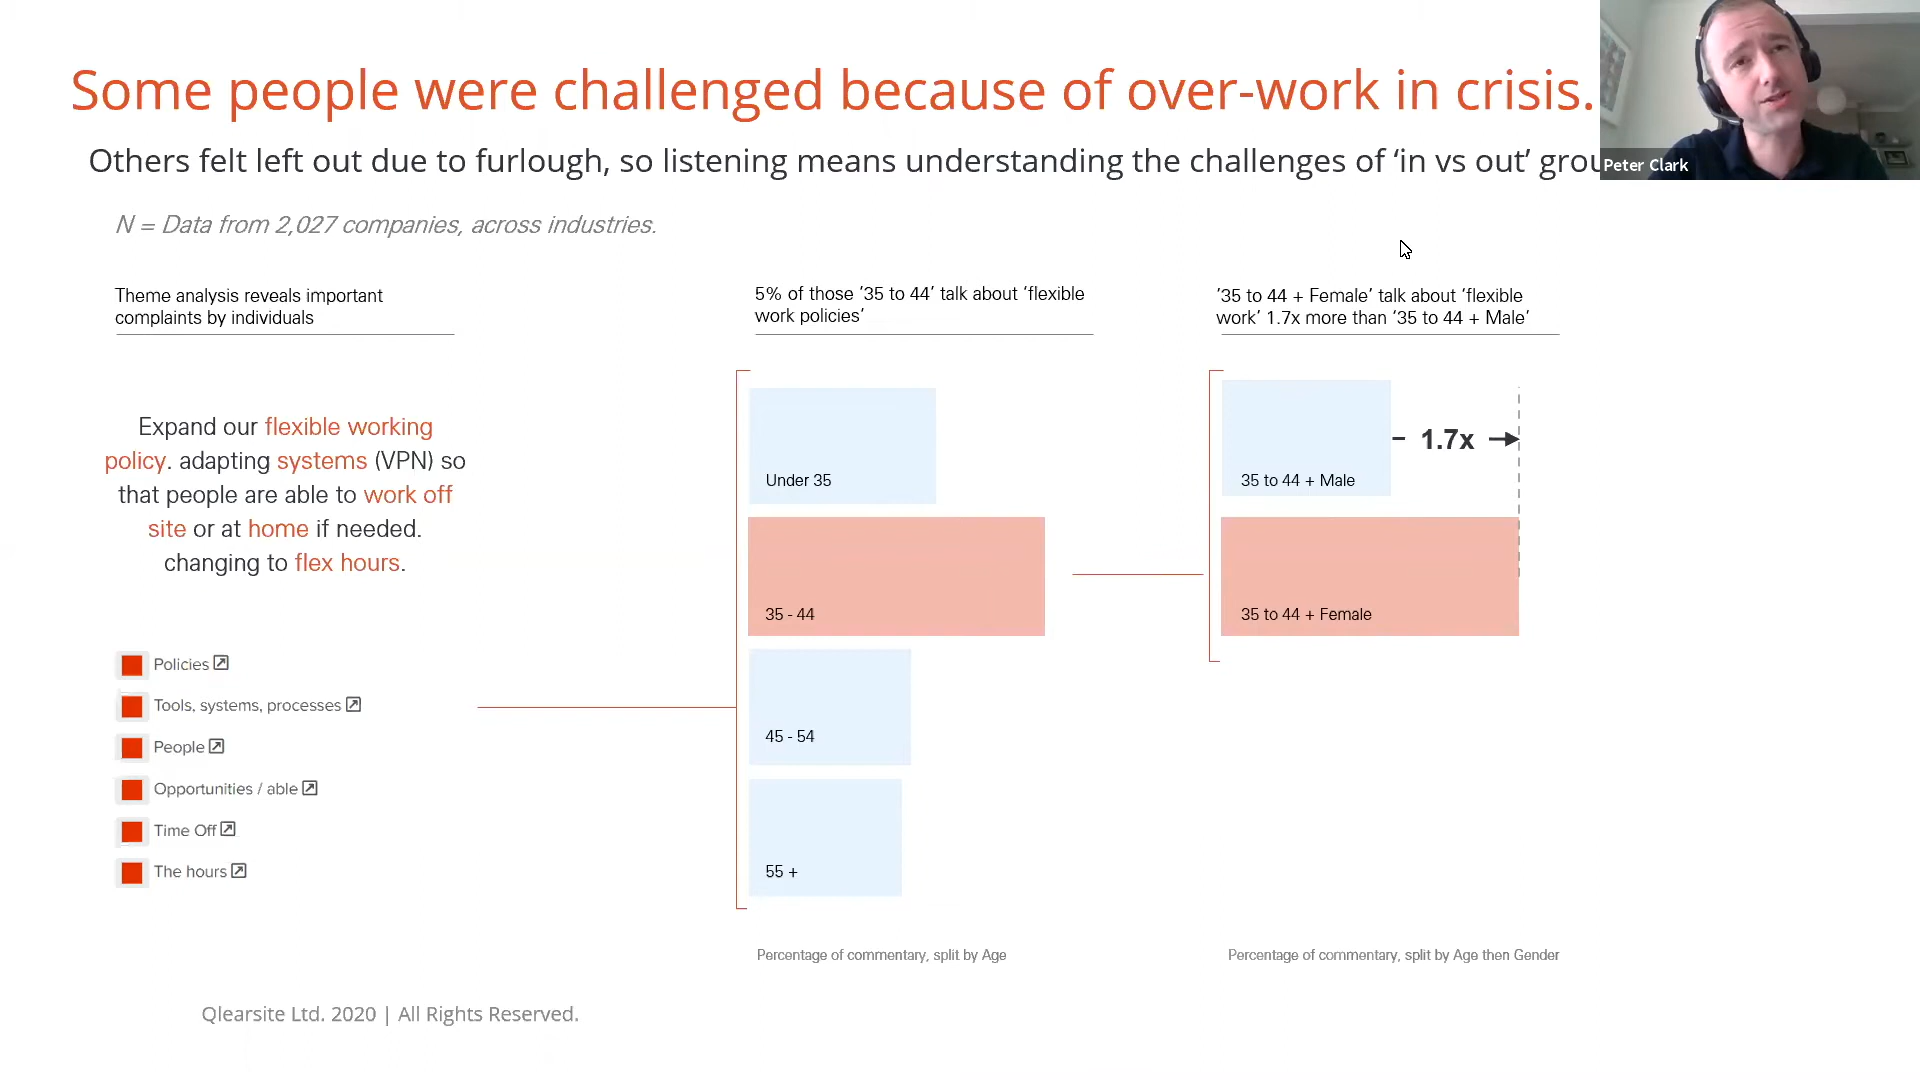 Some people were challenged because of over-work in crisis.
Others felt left out due to furlough, so listening means understanding the challenges of ‘in vs out’ grou
Peter Clark
N = Data from 2,027 companies, across industries.
Theme analysis reveals important
complaints by individuals
Expand our flexible working
policy. adapting systems (VPN) so
that people are able to work off
site or at home if needed.
changing to flex hours.
Policies
Tools, systems, processes
People
Opportunities / able
Time Off
The hours
5% of those ’35 to 44’ talk about ‘flexible
work policies’
Under 35
35 - 44
45 - 54
55 +
Percentage of commentary, split by Age
’35 to 44 + Female’ talk about ‘flexible
work’ 1.7x more than ‘35 to 44 + Male’
35 to 44 + Male
1.7x
35 to 44 + Female
Percentage of commentary, split by Age then Gender
Qlearsite Ltd. 2020 | All Rights Reserved.